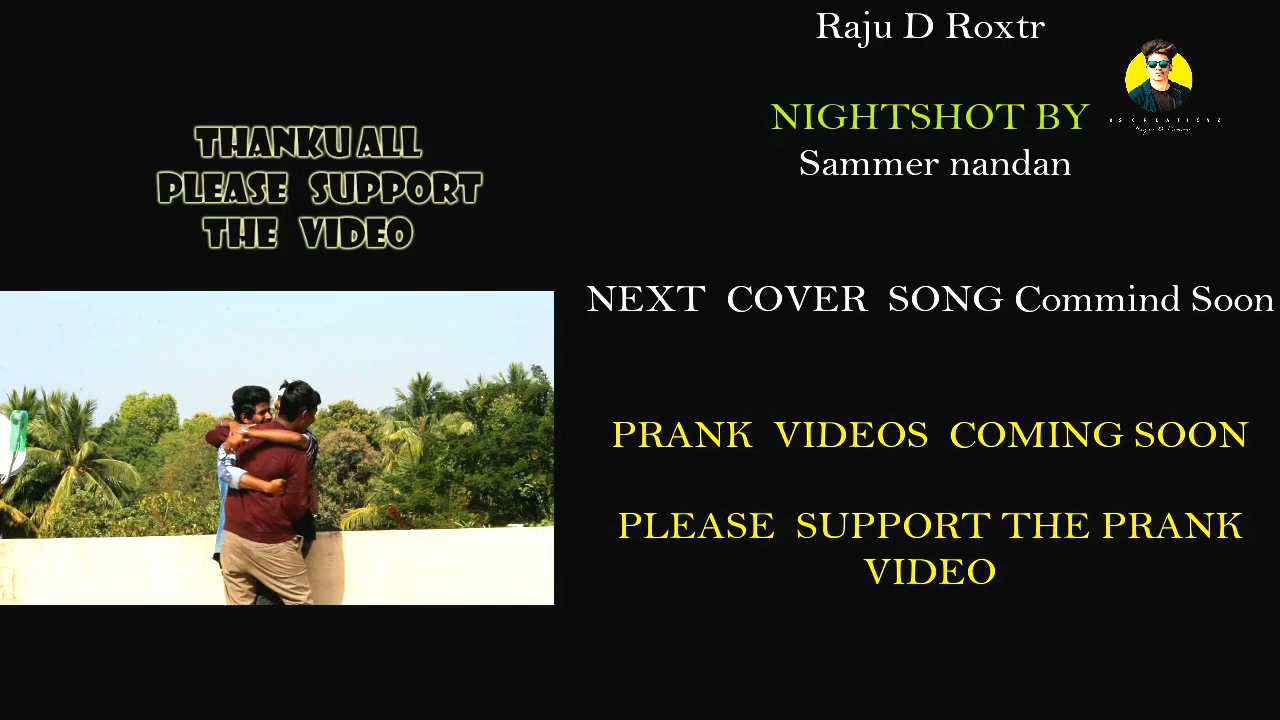 Raju D Roxtr
NIGHTSHOT BY
Sammer nandan
THANKU ALL
PLEASE SUPPORT
THE VIDEO
NEXT COVER SONG Commind Soon
PRANK VIDEOS COMING SOON
PLEASE SUPPORT THE PRANK
VIDEO